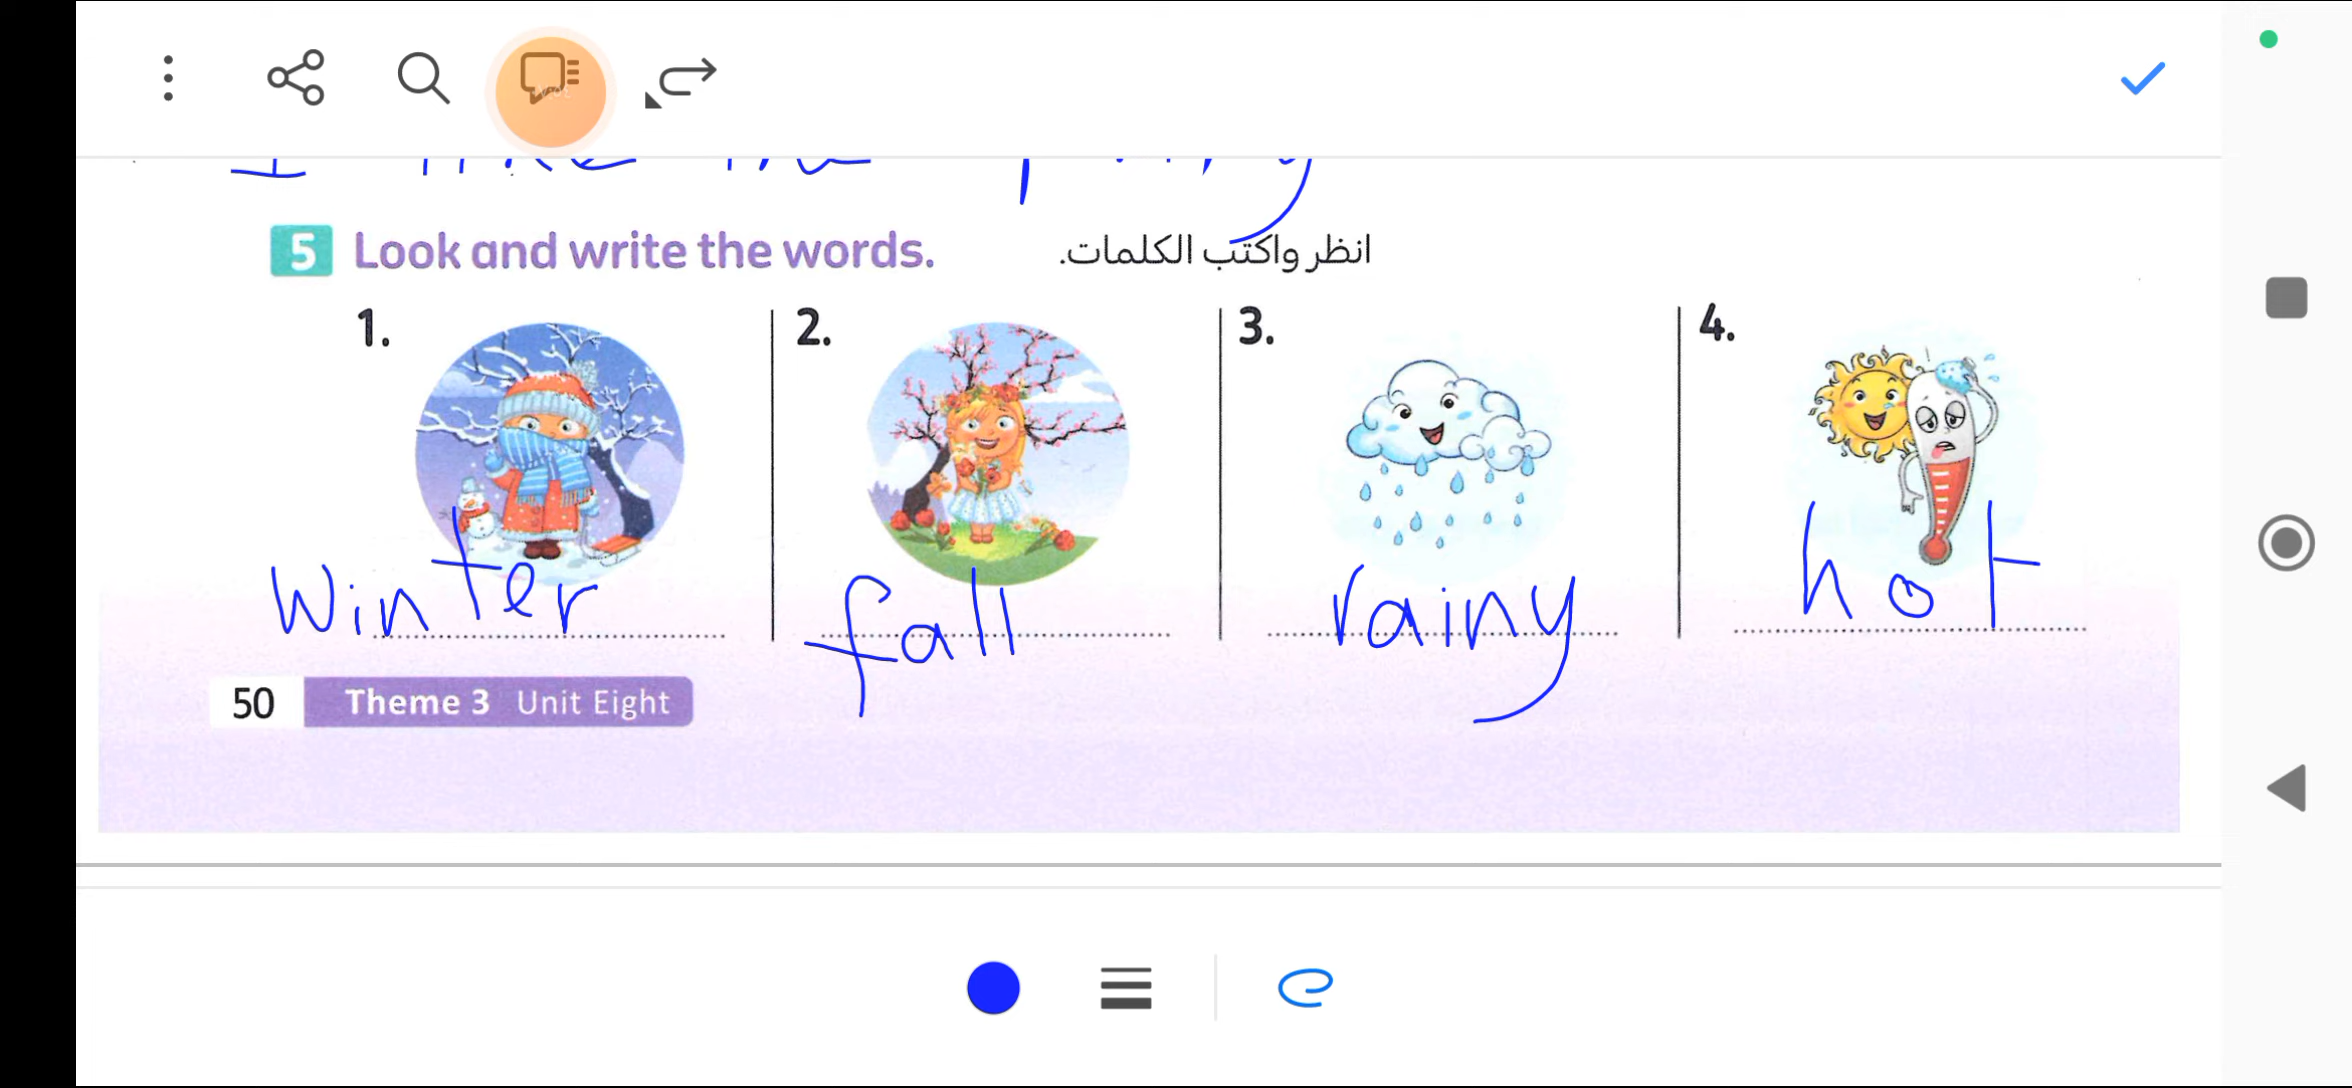 5 Look and write the words. انظر واكتب الكلمات.
1. 2. 3. 4.
Winter fall rainy hot
50 Theme 3 Unit Eight